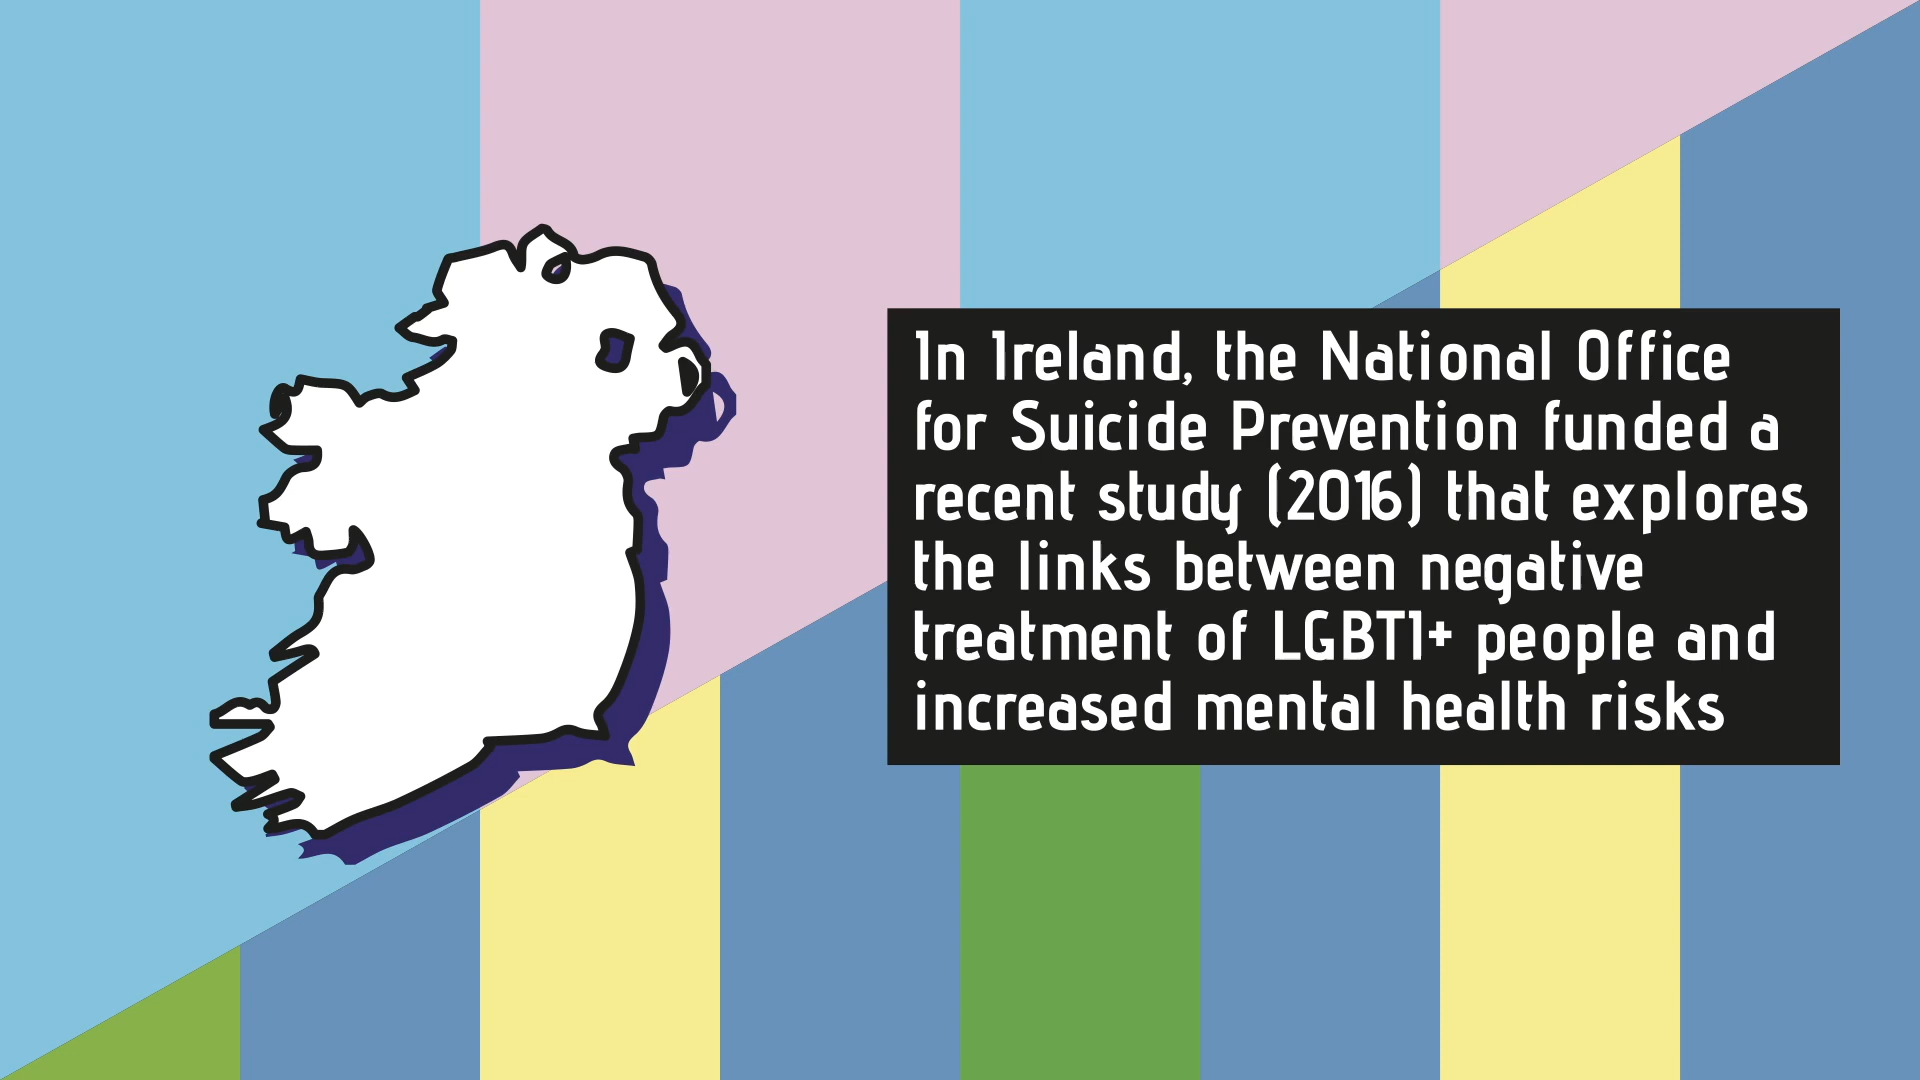 In Ireland, the National Office
for Suicide Prevention funded a
recent study (2016) that explores
the links between negative
treatment of LGBTI+ people and
increased mental health risks